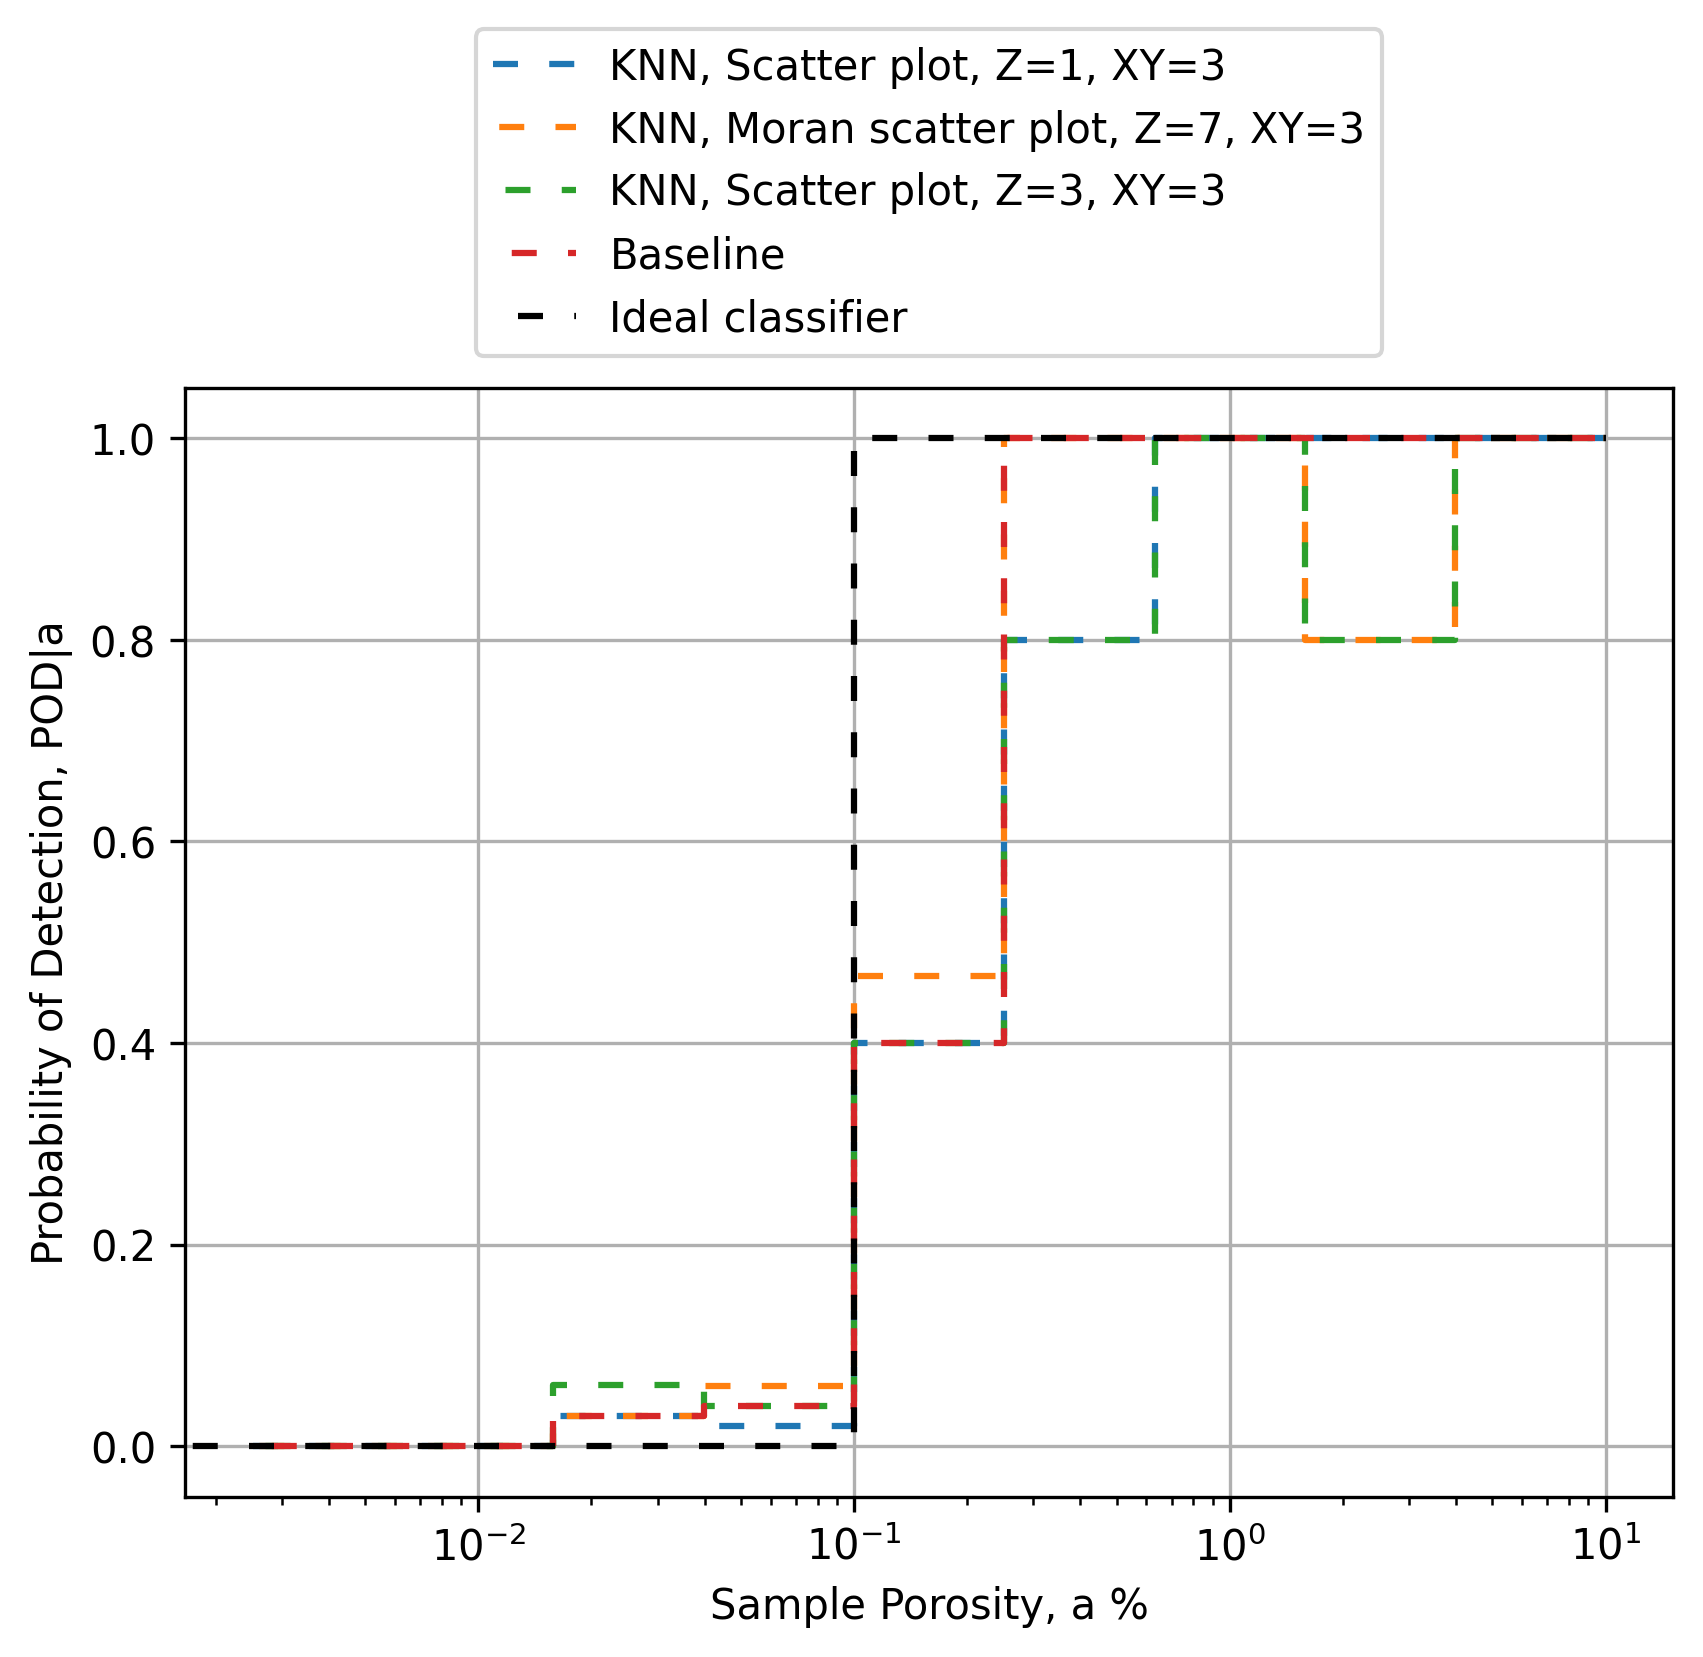 KNN, Scatter plot, Z=1, XY=3
KNN, Moran scatter plot, Z=7, XY=3
KNN, Scatter plot, Z=3, XY=3
Baseline
Ideal classifier
1.0
0.8
0.6
0.4
0.2
0.0
Probability of Detection, POD|a
10⁻² 10⁻¹ 10⁰ 10¹
Sample Porosity, a %